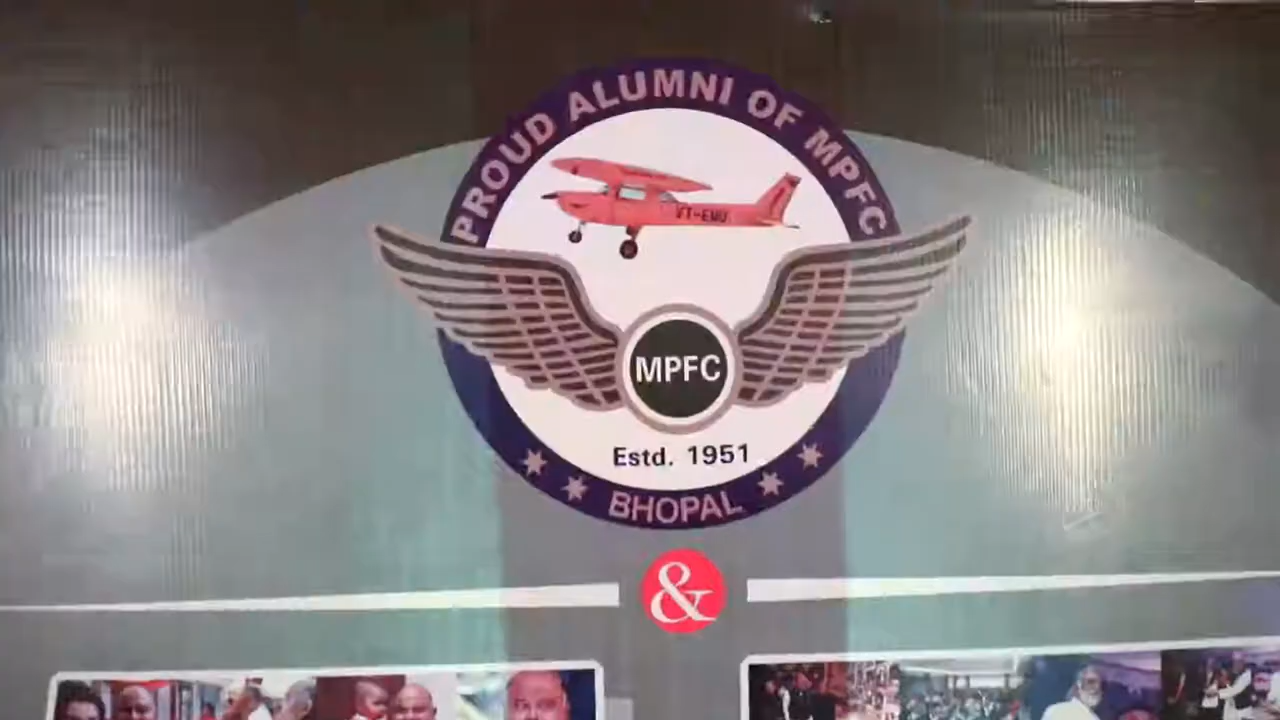 PROUD ALUMNI OF MPFC
VT-EMU
MPFC
Estd. 1951
BHOPAL
&